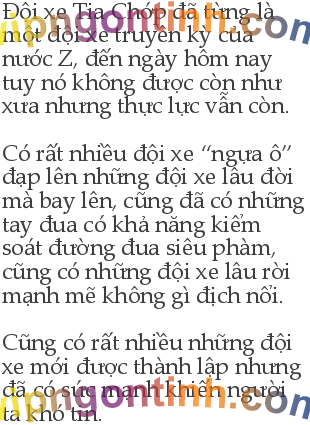 Đội xe Tia Chớp đã từng là
một đội xe truyền kỳ của
nước Z, đến ngày hôm nay
tuy nó không được còn như
xưa nhưng thực lực vẫn còn.

Có rất nhiều đội xe “ngựa ô”
đạp lên những đội xe lâu đời
mà bay lên, cũng đã có những
tay đua có khả năng kiểm
soát đường đua siêu phàm,
cũng có những đội xe lâu rời
mạnh mẽ không gì địch nổi.

Cũng có rất nhiều những đội
xe mới được thành lập nhưng
đã có sức mạnh khiến người
ta khó tin.
vipngontinh.com
vipngontinh.com